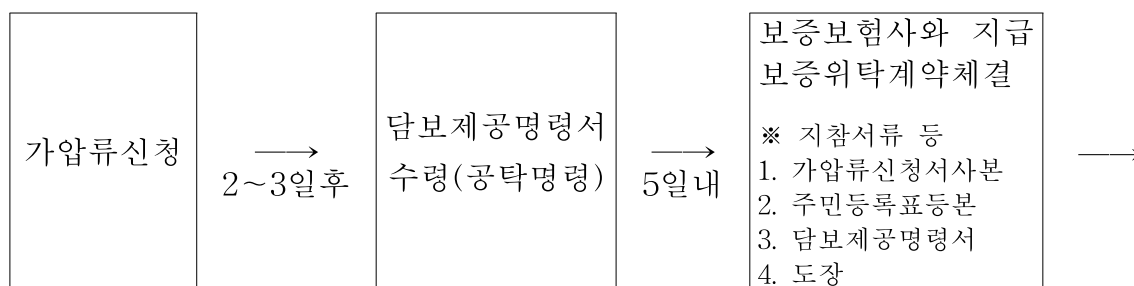 가압류신청
──→
2~3일후
담보제공명령서
수령(공탁명령)
──→
5일내
보증보험사와 지급
보증위탁계약체결
※ 지참서류 등
1. 가압류신청서사본
2. 주민등록표등본
3. 담보제공명령서
4. 도장
──→